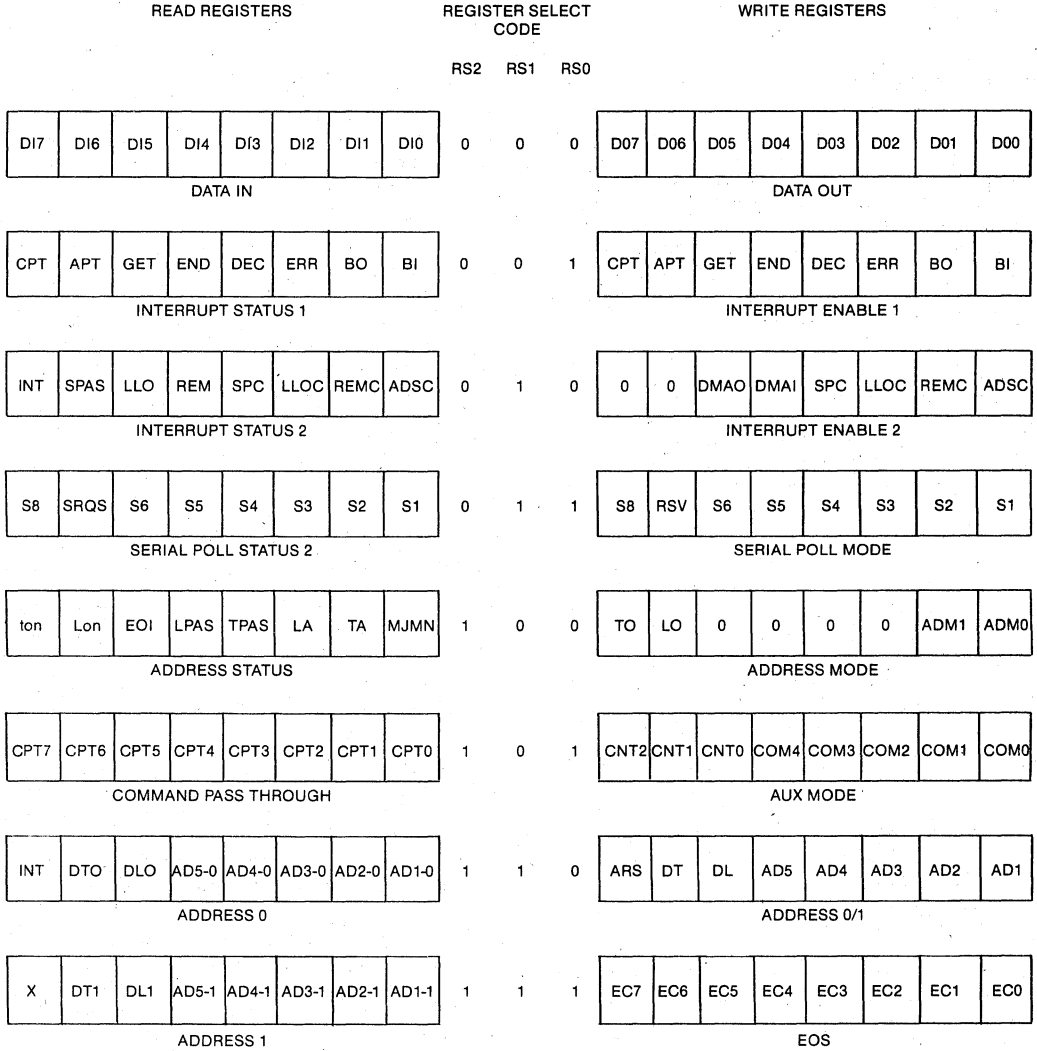 READ REGISTERS REGISTER SELECT CODE WRITE REGISTERS
RS2 RS1 RS0
DI7 DI6 DI5 DI4 DI3 DI2 DI1 DI0 0 0 0 D07 D06 D05 D04 D03 D02 D01 D00
DATA IN DATA OUT
CPT APT GET END DEC ERR BO BI 0 0 1 CPT APT GET END DEC ERR BO BI
INTERRUPT STATUS 1 INTERRUPT ENABLE 1
INT SPAS LLO REM SPC LLOC REMC ADSC 0 1 0 0 0 DMAO DMAI SPC LLOC REMC ADSC
INTERRUPT STATUS 2 INTERRUPT ENABLE 2
S8 SRQS S6 S5 S4 S3 S2 S1 0 1 1 S8 RSV S6 S5 S4 S3 S2 S1
SERIAL POLL STATUS 2 SERIAL POLL MODE
ton Lon EOI LPAS TPAS LA TA MJMN 1 0 0 TO LO 0 0 0 0 ADM1 ADM0
ADDRESS STATUS ADDRESS MODE
CPT7 CPT6 CPT5 CPT4 CPT3 CPT2 CPT1 CPT0 1 0 1 CNT2 CNT1 CNT0 COM4 COM3 COM2 COM1 COM0
COMMAND PASS THROUGH AUX MODE
INT DTO DLO AD5-0 AD4-0 AD3-0 AD2-0 AD1-0 1 1 0 ARS DT DL AD5 AD4 AD3 AD2 AD1
ADDRESS 0 ADDRESS 0/1
X DT1 DL1 AD5-1 AD4-1 AD3-1 AD2-1 AD1-1 1 1 1 EC7 EC6 EC5 EC4 EC3 EC2 EC1 EC0
ADDRESS 1 EOS